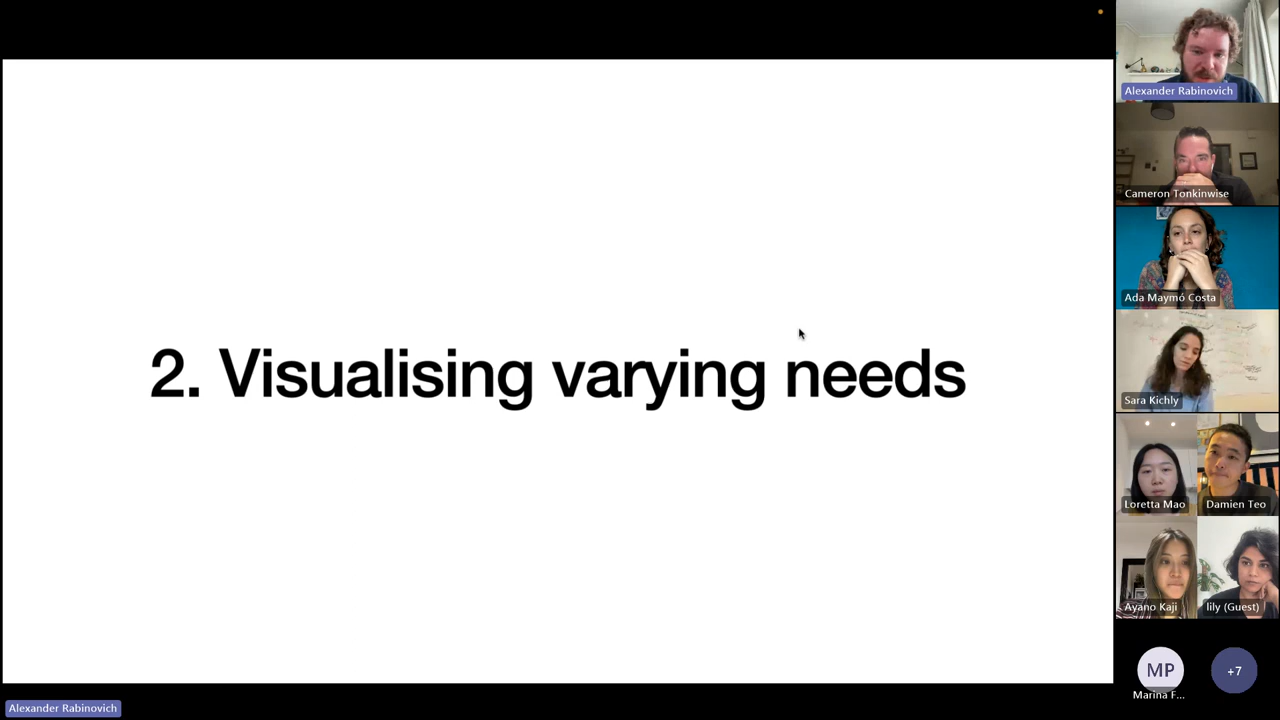 2. Visualising varying needs
Alexander Rabinovich
Cameron Tonkinwise
Ada Maymó Costa
Sara Kichly
Loretta Mao
Damien Teo
Ayano Kaji
lily (Guest)
MP
+7
Marina F...
Alexander Rabinovich